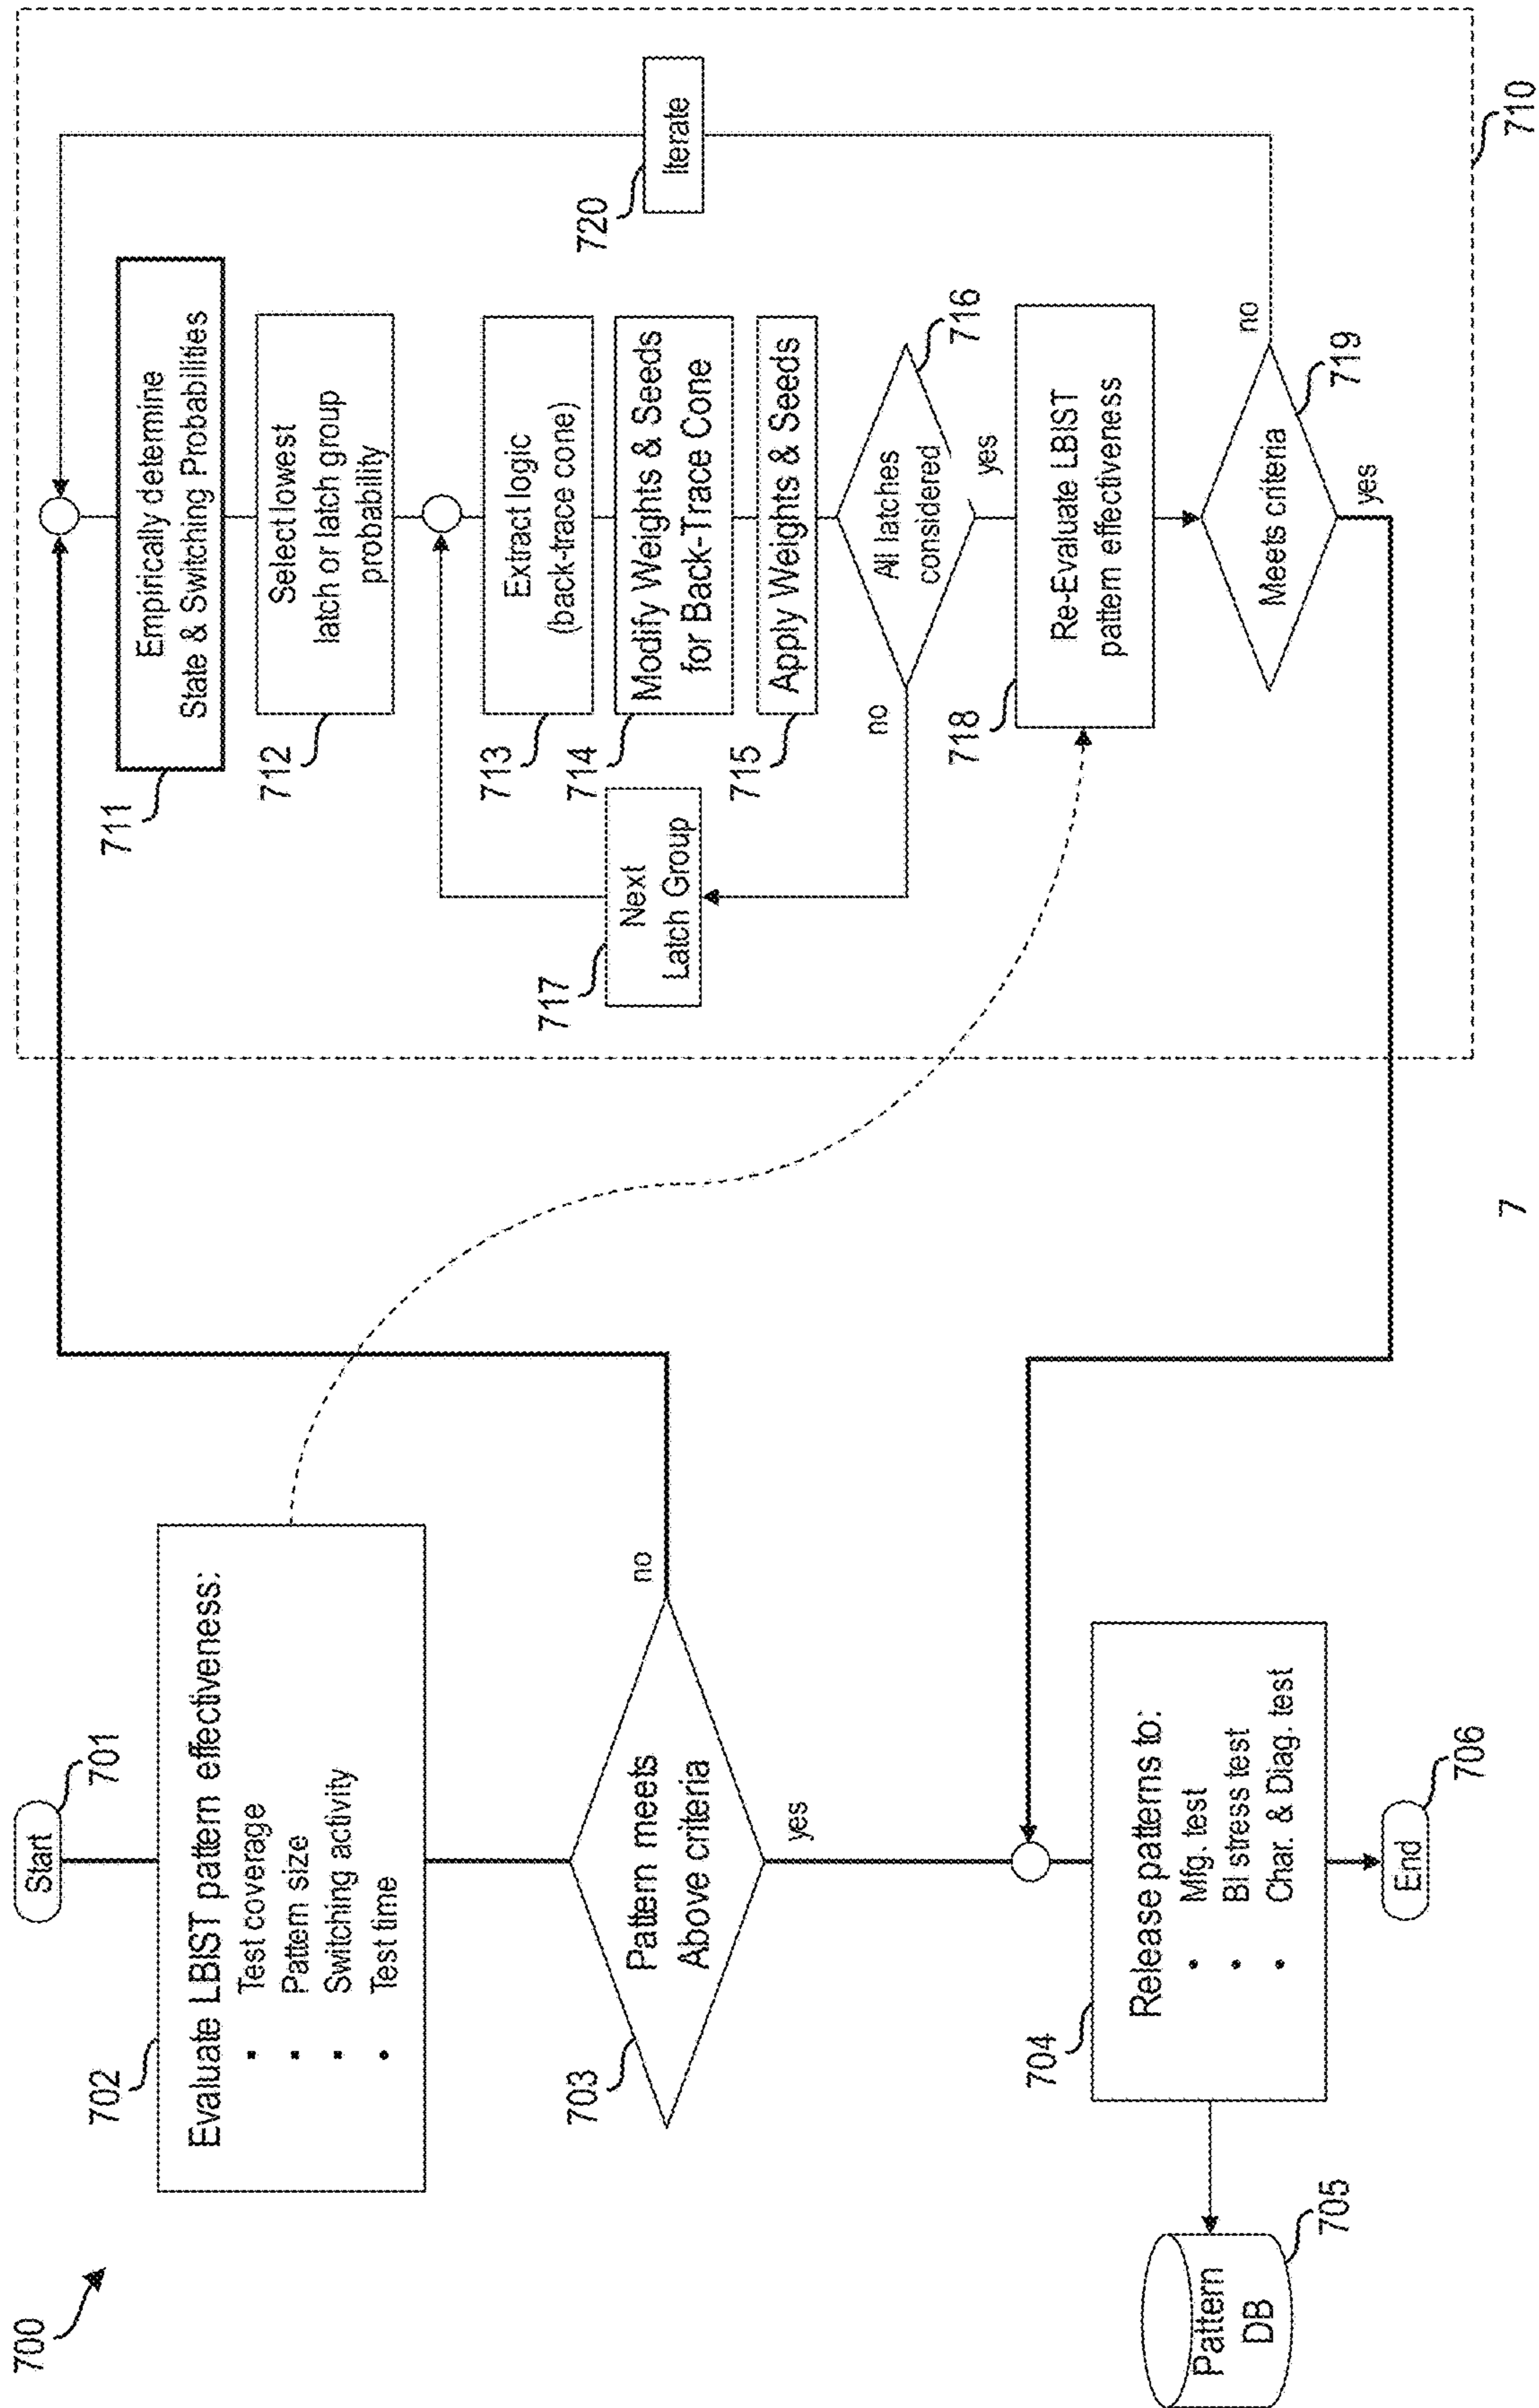 700
Start
701
702
Evaluate LBIST pattern effectiveness:
• Test coverage
• Pattern size
• Switching activity
• Test time
703
Pattern meets
Above criteria
no
yes
704
Release patterns to:
• Mfg. test
• BI stress test
• Char. & Diag. test
Pattern
DB
705
End
706
711
Empirically determine
State & Switching Probabilities
712
Select lowest
latch or latch group
probability
713
Extract logic
(back-trace cone)
714
Modify Weights & Seeds
for Back-Trace Cone
715
Apply Weights & Seeds
716
All latches
considered
no
yes
717
Next
Latch Group
718
Re-Evaluate LBIST
pattern effectiveness
719
Meets criteria
no
yes
720
Iterate
710
7